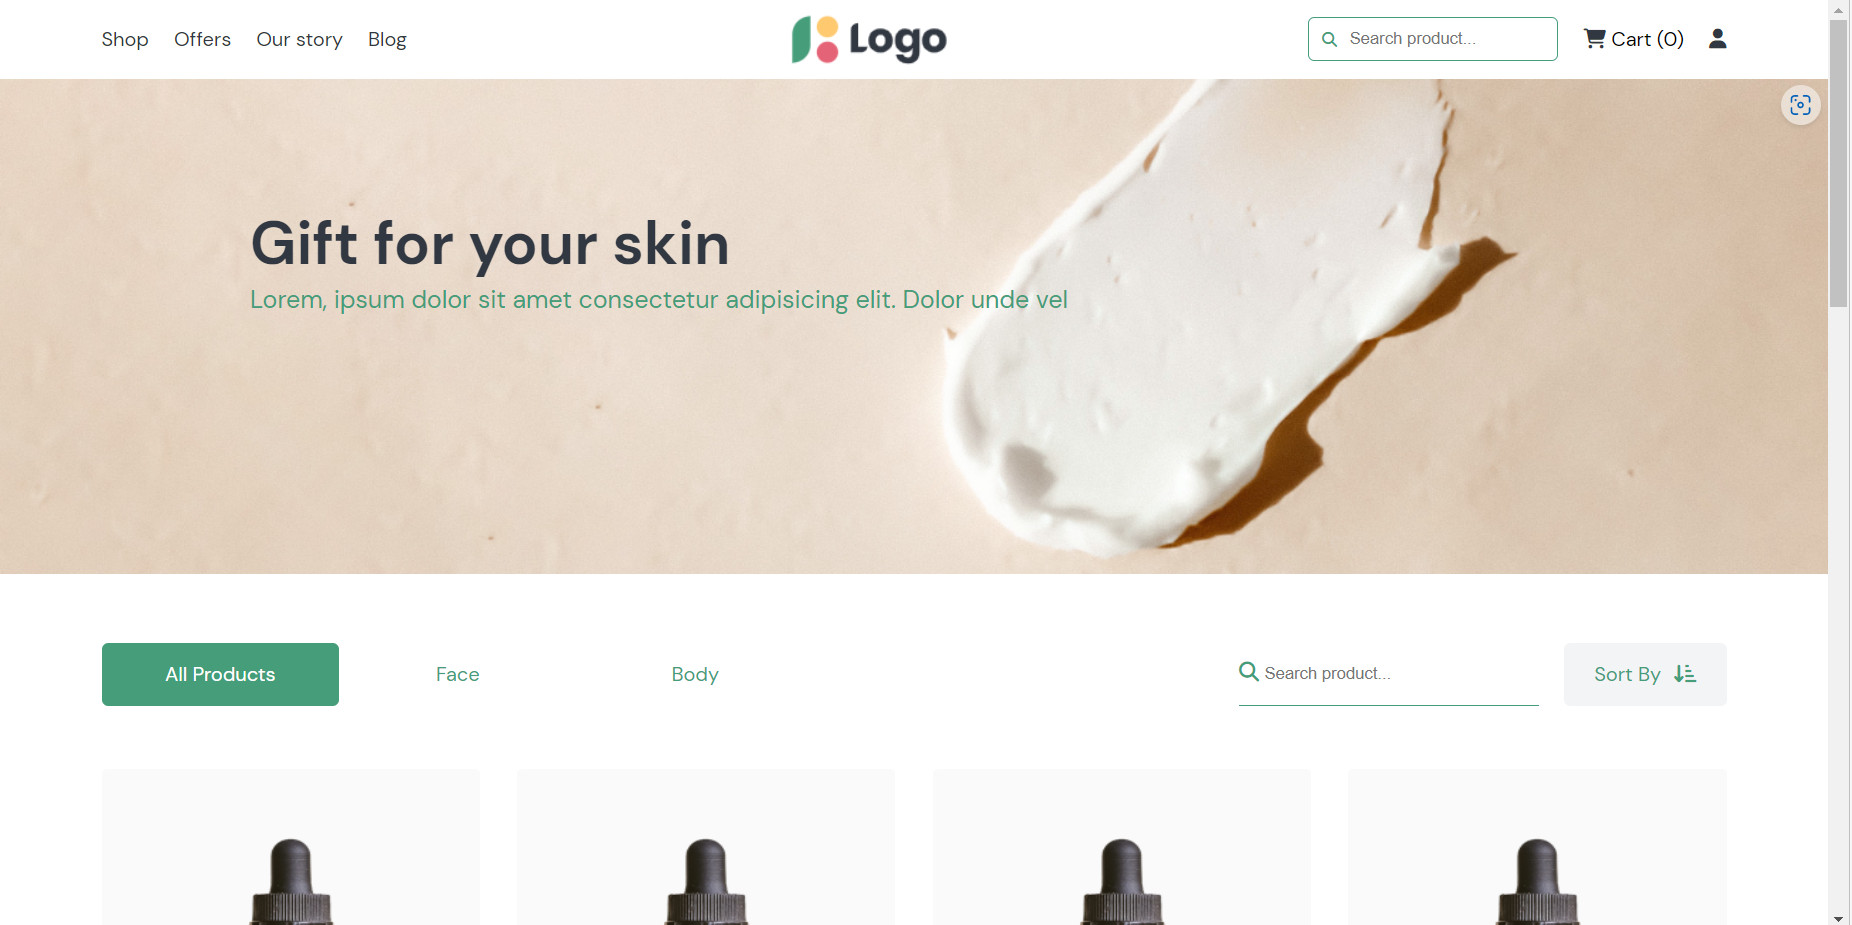 Shop Offers Our story Blog
Logo
Search product...
Cart (0)
Gift for your skin
Lorem, ipsum dolor sit amet consectetur adipisicing elit. Dolor unde vel
All Products Face Body
Search product...
Sort By